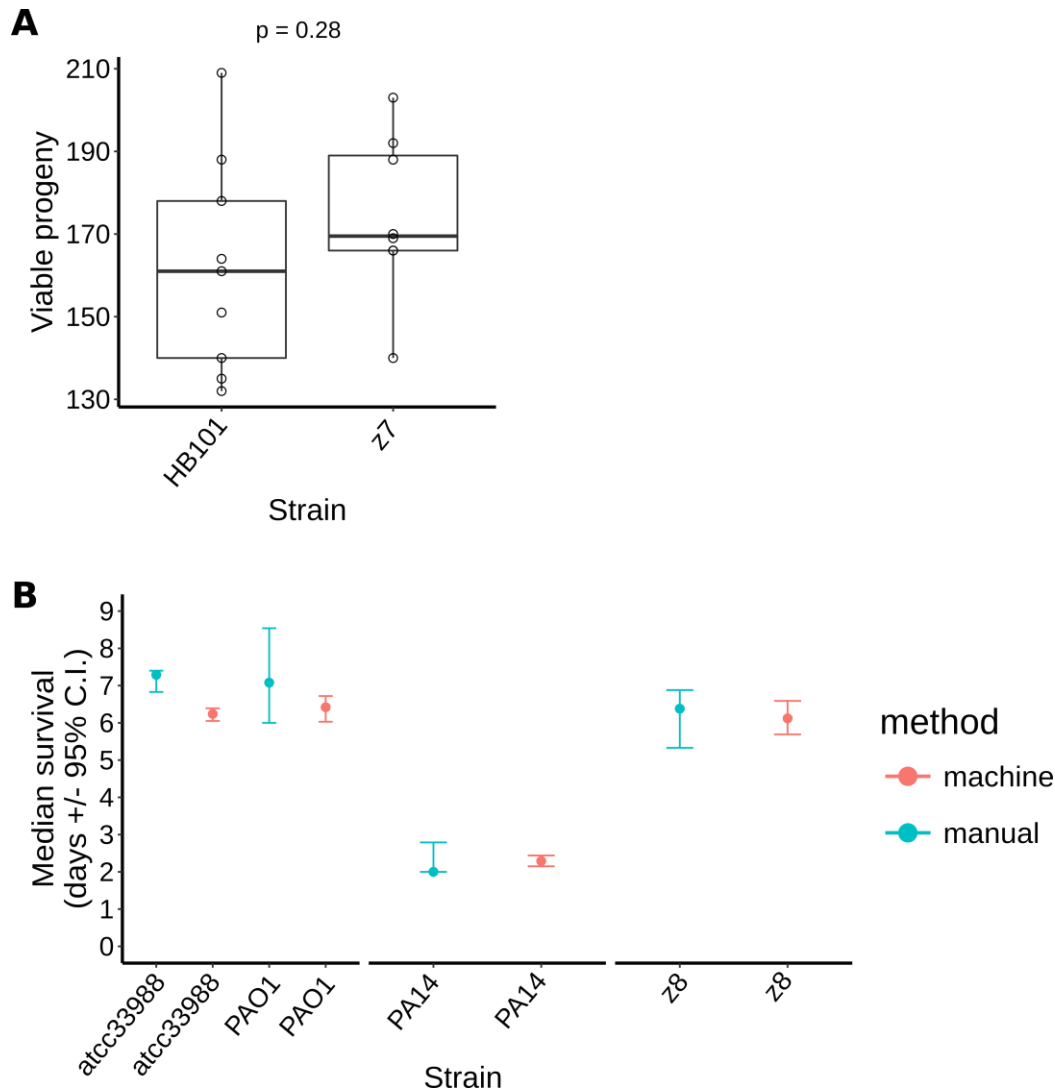 A
p = 0.28
Viable progeny
210
190
170
150
130
HB101
z7
Strain
B
Median survival
(days +/- 95% C.I.)
9
8
7
6
5
4
3
2
1
0
atcc33988
atcc33988
PAO1
PAO1
PA14
PA14
z8
z8
Strain
method
machine
manual